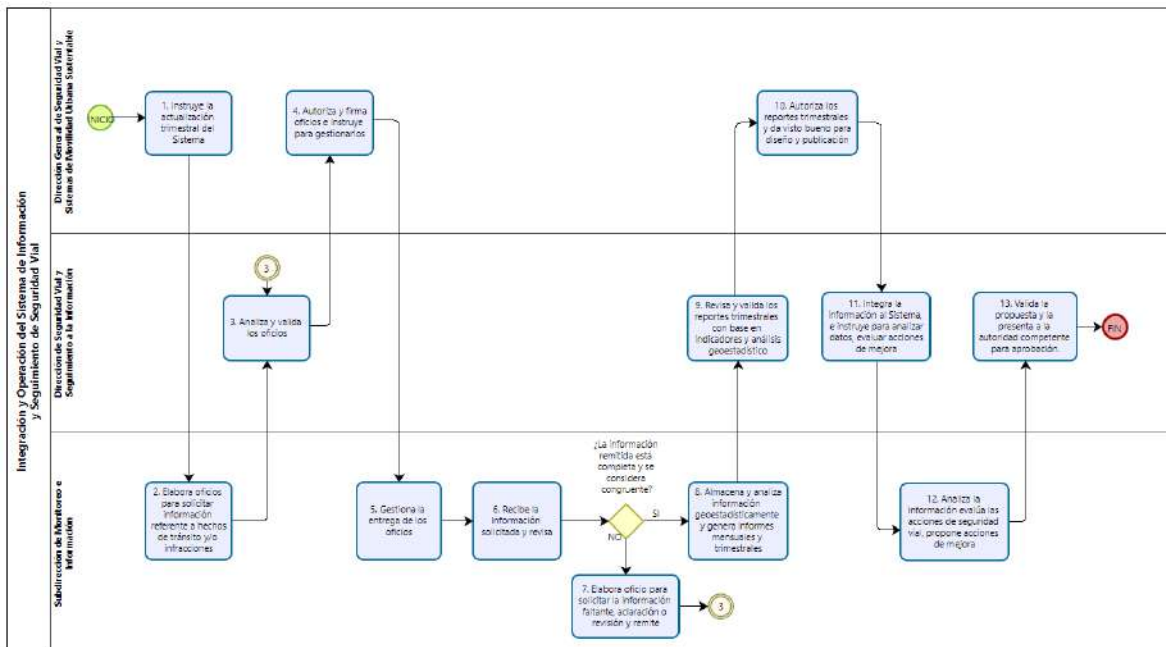 Integración y Operación del Sistema de Información
y Seguimiento de Seguridad Vial
Dirección General de Seguridad Vial y
Sistemas de Movilidad Urbana Sustentable
INICIO
1. Instruye la
actualización
trimestral del
Sistema
4. Autoriza y firma
oficios e instruye
para gestionarlos
10. Autoriza los
reportes trimestrales
y da visto bueno para
diseño y publicación
Dirección de Seguridad Vial y
Seguimiento a la Información
3
3. Analiza y valida
los oficios
9. Revisa y valida los
reportes trimestrales
con base en
indicadores y análisis
geoestadístico
11. Integra la
información al Sistema,
e instruye para analizar
datos, evaluar acciones
de mejora
13. Valida la
propuesta y la
presenta a la
autoridad competente
para aprobación.
FIN
Subdirección de Monitoreo e
Información
2. Elabora oficios
para solicitar
información
referente a hechos
de tránsito y/o
infracciones
5. Gestiona la
entrega de los
oficios
6. Recibe la
información
solicitada y revisa
¿La información
remitida está
completa y se
considera
congruente?
SI
NO
8. Almacena y analiza
información
geoestadísticamente
y genera informes
mensuales y
trimestrales
7. Elabora oficio para
solicitar la información
faltante, aclaración o
revisión y remite
3
12. Analiza la
información evalúa las
acciones de seguridad
vial, propone acciones
de mejora